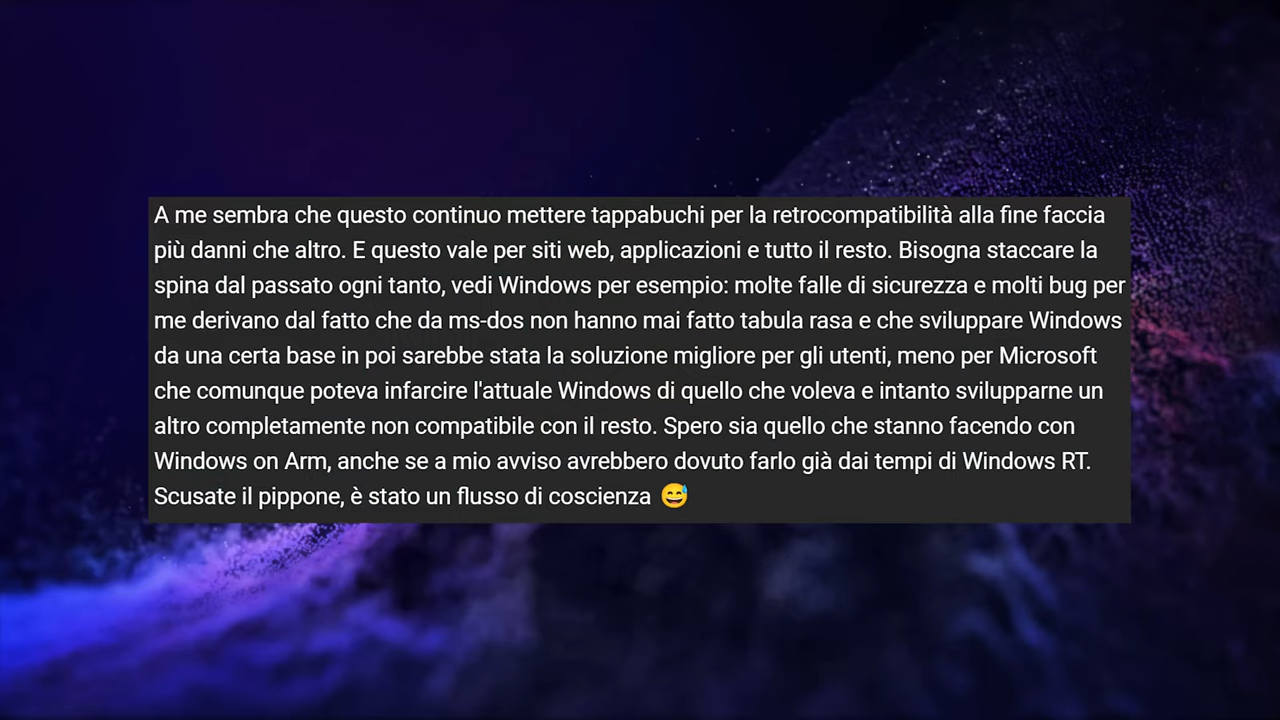 A me sembra che questo continuo mettere tappabuchi per la retrocompatibilità alla fine faccia
più danni che altro. E questo vale per siti web, applicazioni e tutto il resto. Bisogna staccare la
spina dal passato ogni tanto, vedi Windows per esempio: molte falle di sicurezza e molti bug per
me derivano dal fatto che da ms-dos non hanno mai fatto tabula rasa e che sviluppare Windows
da una certa base in poi sarebbe stata la soluzione migliore per gli utenti, meno per Microsoft
che comunque poteva infarcire l'attuale Windows di quello che voleva e intanto svilupparne un
altro completamente non compatibile con il resto. Spero sia quello che stanno facendo con
Windows on Arm, anche se a mio avviso avrebbero dovuto farlo già dai tempi di Windows RT.
Scusate il pippone, è stato un flusso di coscienza 😅